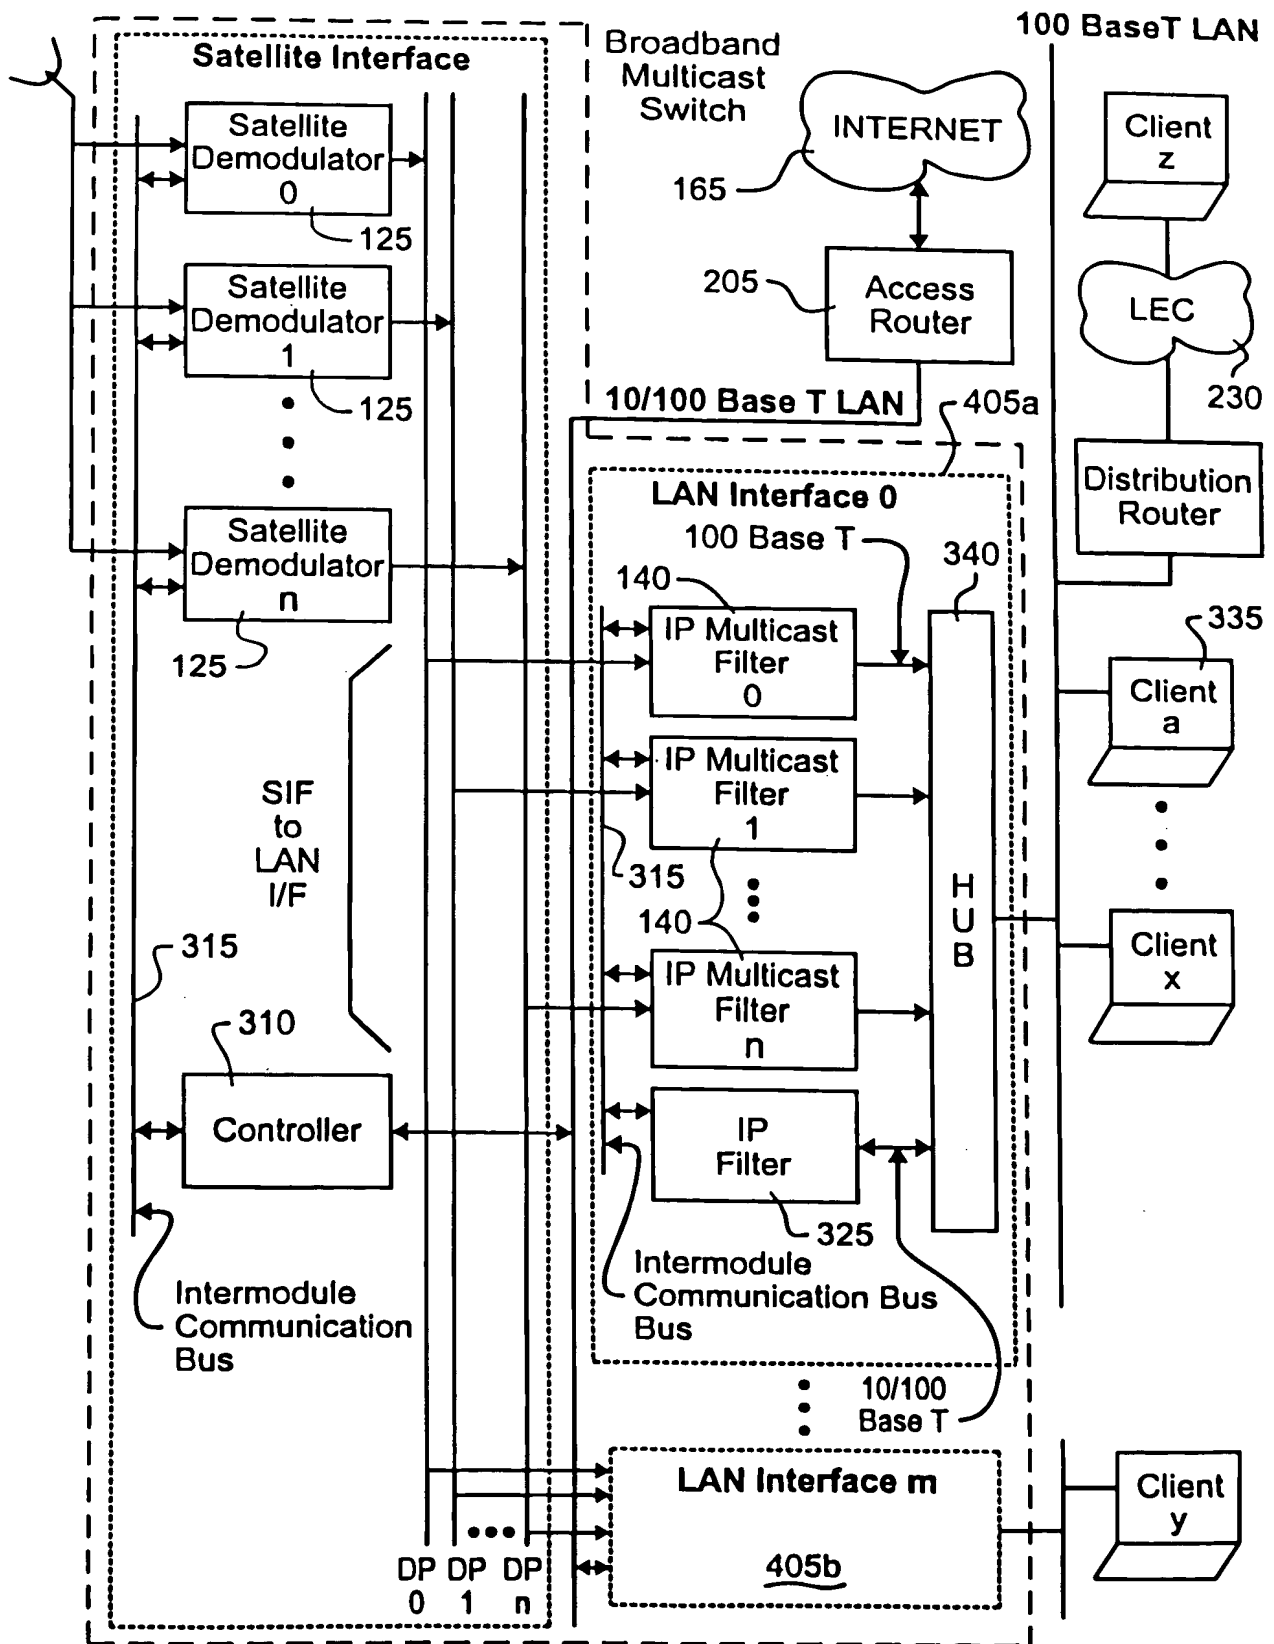 100 BaseT LAN
Satellite Interface
Broadband
Multicast
Switch
INTERNET
165
Client
z
Satellite
Demodulator
0
125
Satellite
Demodulator
1
125
205
Access
Router
LEC
230
10/100 Base T LAN
405a
Satellite
Demodulator
n
125
LAN Interface 0
100 Base T
340
Distribution
Router
140
IP Multicast
Filter
0
335
Client
a
IP Multicast
Filter
1
315
140
SIF
to
LAN
I/F
HUB
IP Multicast
Filter
n
Client
x
315
310
Controller
IP
Filter
325
Intermodule
Communication
Bus
Intermodule
Communication Bus
Bus
10/100
Base T
LAN Interface m
405b
Client
y
DP DP DP
0 1 n